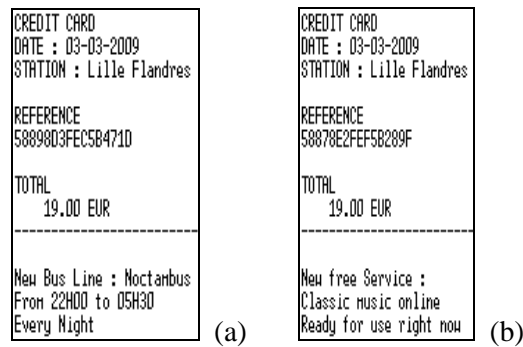 CREDIT CARD
DATE : 03-03-2009
STATION : Lille Flandres
REFERENCE
58898D3FEC5B471D
TOTAL
19.00 EUR
-------------------------
New Bus Line : Noctambus
From 22H00 to 05H30
Every Night
(a)
CREDIT CARD
DATE : 03-03-2009
STATION : Lille Flandres
REFERENCE
58878E2FEF5B289F
TOTAL
19.00 EUR
-------------------------
New free Service :
Classic music online
Ready for use right now
(b)